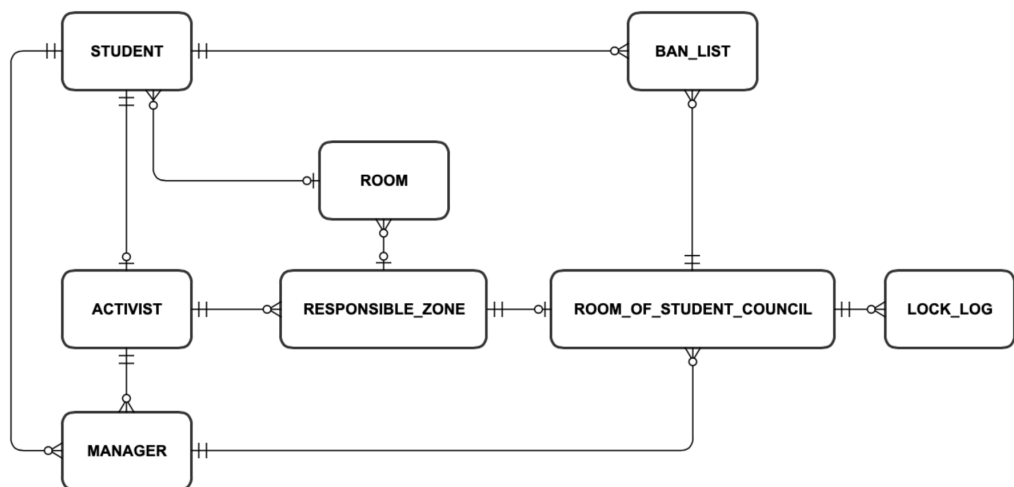 STUDENT
BAN_LIST
ROOM
ACTIVIST
RESPONSIBLE_ZONE
ROOM_OF_STUDENT_COUNCIL
LOCK_LOG
MANAGER